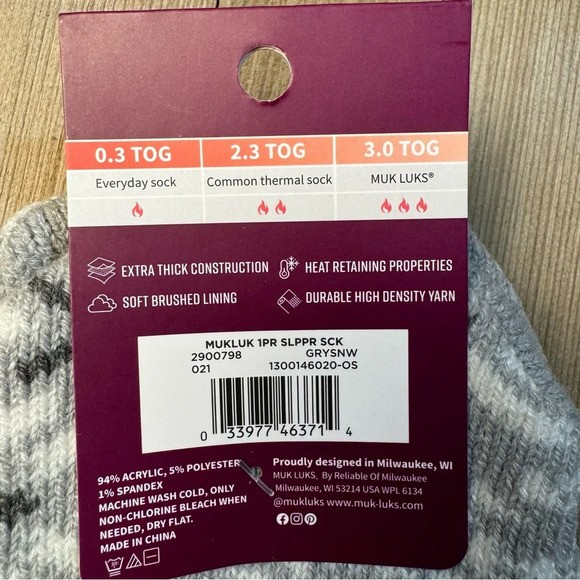 0.3 TOG 2.3 TOG 3.0 TOG
Everyday sock Common thermal sock MUK LUKS®
EXTRA THICK CONSTRUCTION HEAT RETAINING PROPERTIES
SOFT BRUSHED LINING DURABLE HIGH DENSITY YARN
MUKLUK 1PR SLPPR SCK
2900798 GRYSNW
021 1300146020-OS
0 33977 46371 4
94% ACRYLIC, 5% POLYESTER
1% SPANDEX
MACHINE WASH COLD, ONLY
NON-CHLORINE BLEACH WHEN
NEEDED, DRY FLAT.
MADE IN CHINA
Proudly designed in Milwaukee, WI
MUK LUKS, By Reliable Of Milwaukee
Milwaukee, WI 53214 USA WPL 6134
@mukluks www.muk-luks.com